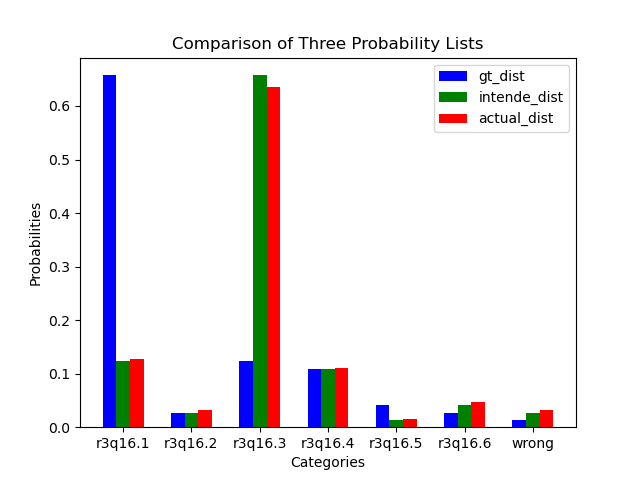 Comparison of Three Probability Lists
gt_dist
intende_dist
actual_dist
Probabilities
0.6
0.5
0.4
0.3
0.2
0.1
0.0
r3q16.1 r3q16.2 r3q16.3 r3q16.4 r3q16.5 r3q16.6 wrong
Categories